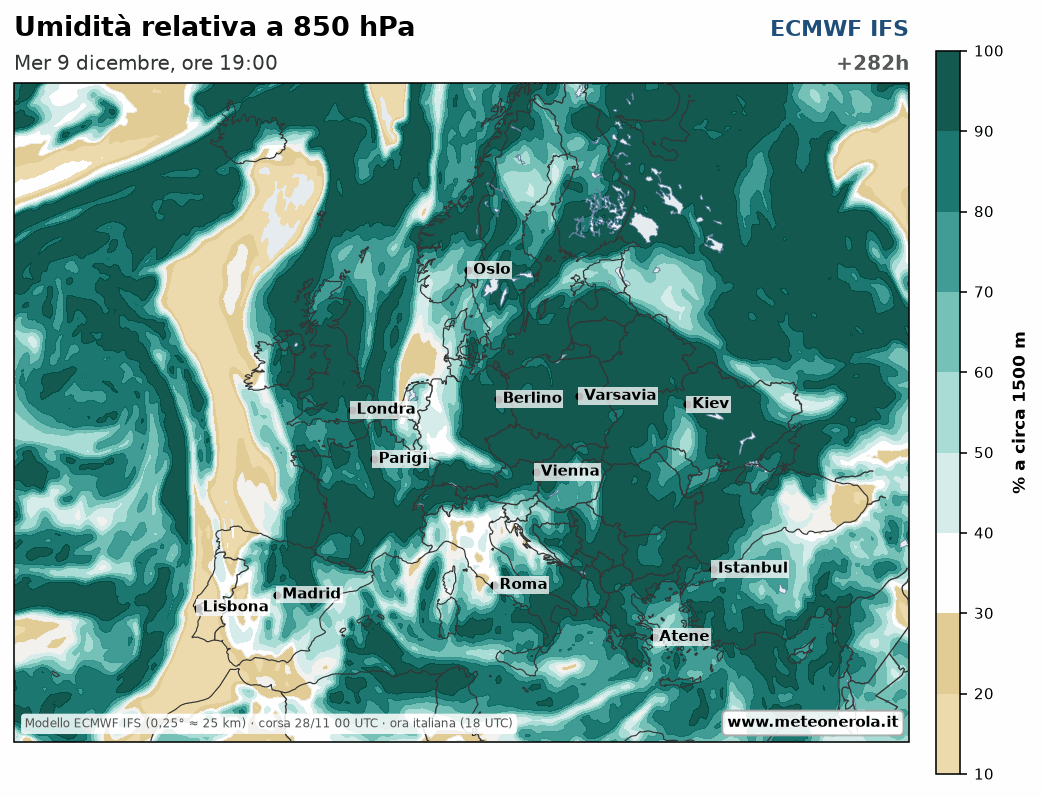 Umidità relativa a 850 hPa
ECMWF IFS
Mer 9 dicembre, ore 19:00
+282h
100
90
80
70
60
50
40
30
20
10
% a circa 1500 m
Oslo
Berlino
Varsavia
Kiev
Londra
Parigi
Vienna
Istanbul
Roma
Madrid
Lisbona
Atene
Modello ECMWF IFS (0,25° ≈ 25 km) · corsa 28/11 00 UTC · ora italiana (18 UTC)
www.meteonerola.it